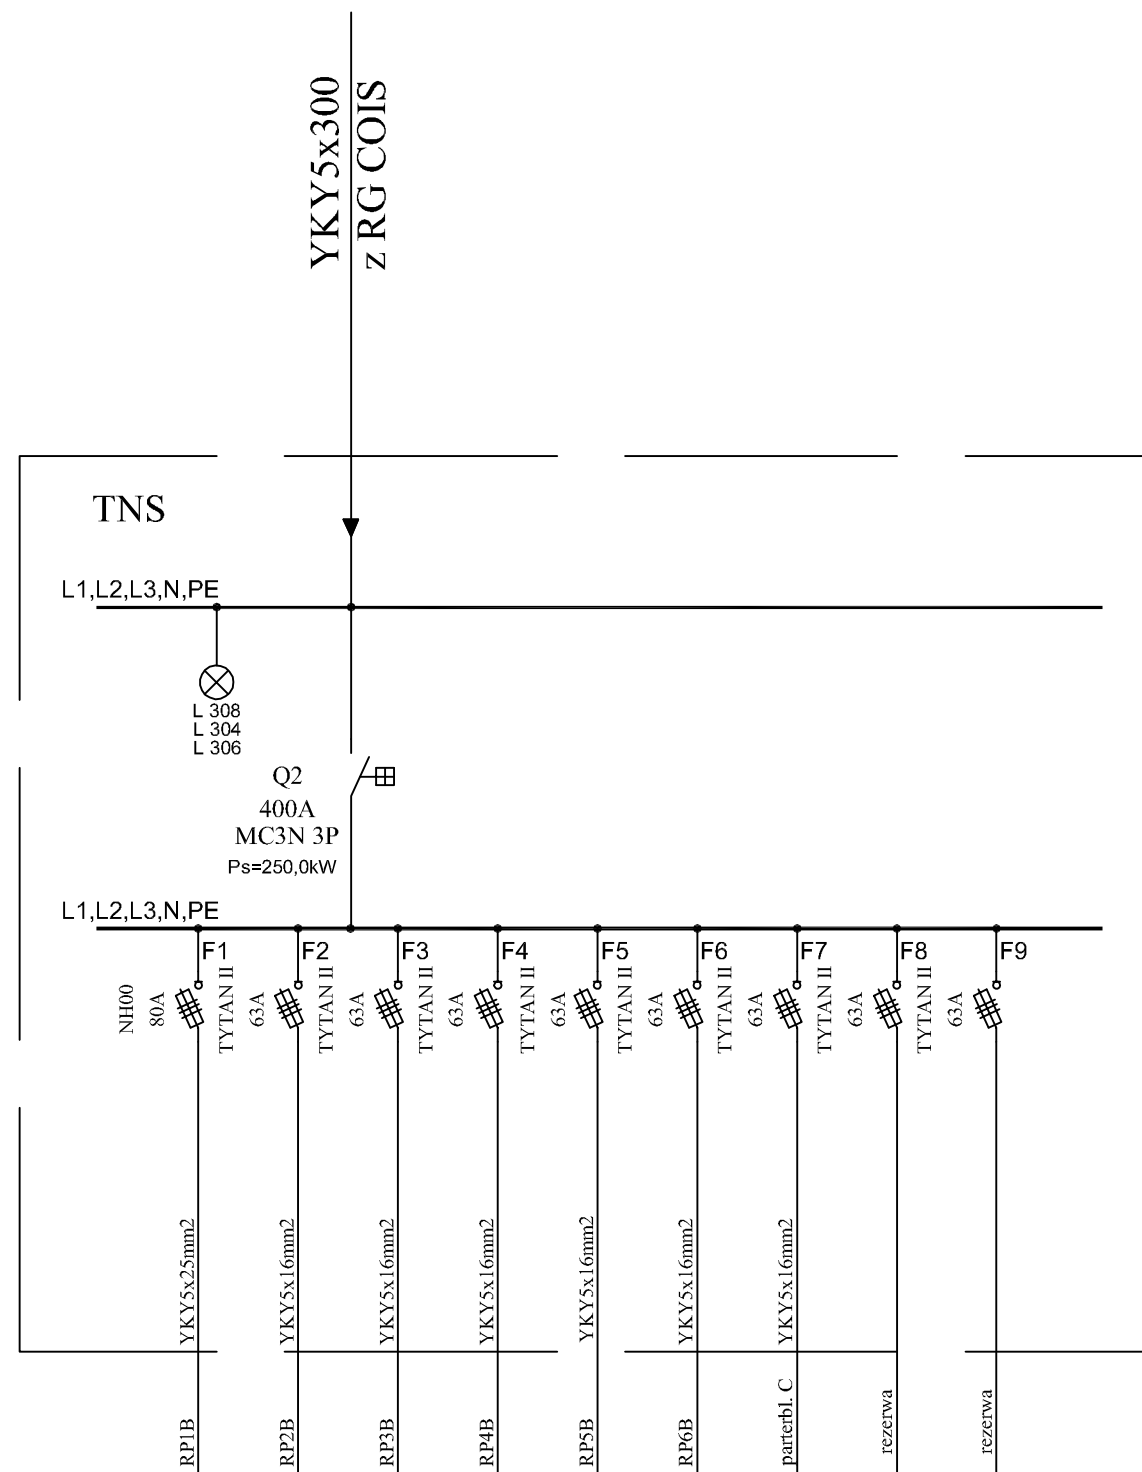 YKY5x300
z RG COIS
TNS
L1,L2,L3,N,PE
L 308
L 304
L 306
Q2
400A
MC3N 3P
Ps=250,0kW
L1,L2,L3,N,PE
F1
F2
F3
F4
F5
F6
F7
F8
F9
NH00
80A
TYTAN II
63A
TYTAN II
63A
TYTAN II
63A
TYTAN II
63A
TYTAN II
63A
TYTAN II
63A
TYTAN II
63A
TYTAN II
63A
YKY5x25mm2
YKY5x16mm2
YKY5x16mm2
YKY5x16mm2
YKY5x16mm2
YKY5x16mm2
YKY5x16mm2
RP1B
RP2B
RP3B
RP4B
RP5B
RP6B
parterbl. C
rezerwa
rezerwa